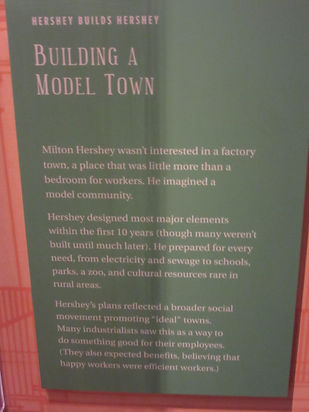 HERSHEY BUILDS HERSHEY
BUILDING A
MODEL TOWN
Milton Hershey wasn't interested in a factory
town, a place that was little more than a
bedroom for workers. He imagined a
model community.
Hershey designed most major elements
within the first 10 years (though many weren't
built until much later). He prepared for every
need, from electricity and sewage to schools,
parks, a zoo, and cultural resources rare in
rural areas.
Hershey's plans reflected a broader social
movement promoting "ideal" towns.
Many industrialists saw this as a way to
do something good for their employees.
(They also expected benefits, believing that
happy workers were efficient workers.)